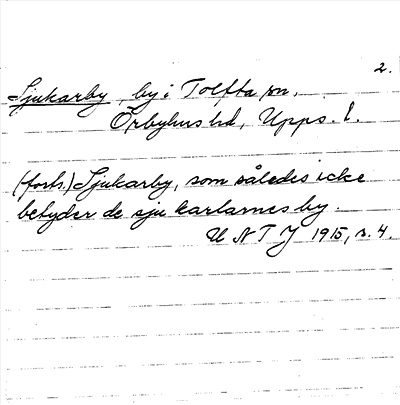 2.
Sjukarby, by i Tolfta sn,
Örbyhus hd, Upps. l.
(forts.) Sjukarby, som således icke
betyder de sju karlarnes by.
U N T J 1915, s. 4.